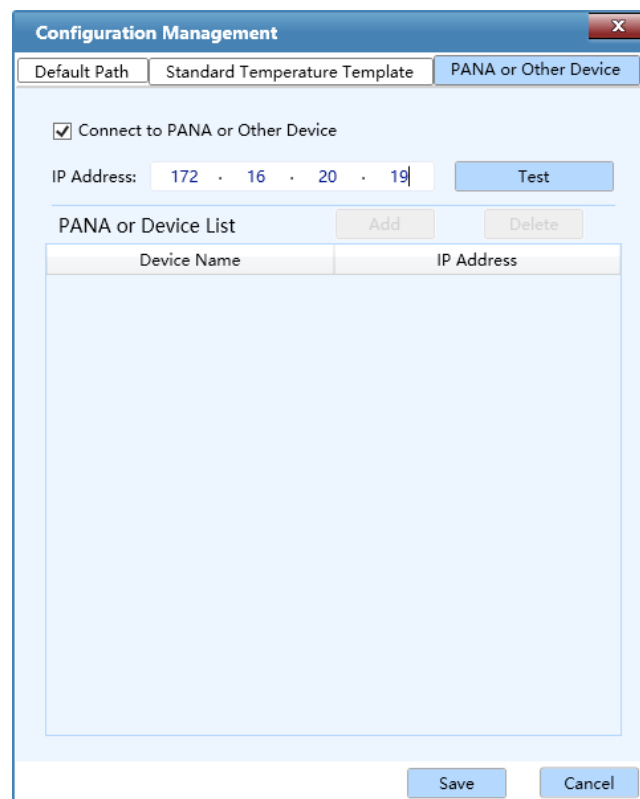 Configuration Management X
Default Path Standard Temperature Template PANA or Other Device
Connect to PANA or Other Device
IP Address: 172 . 16 . 20 . 19 Test
PANA or Device List Add Delete
Device Name IP Address
Save Cancel